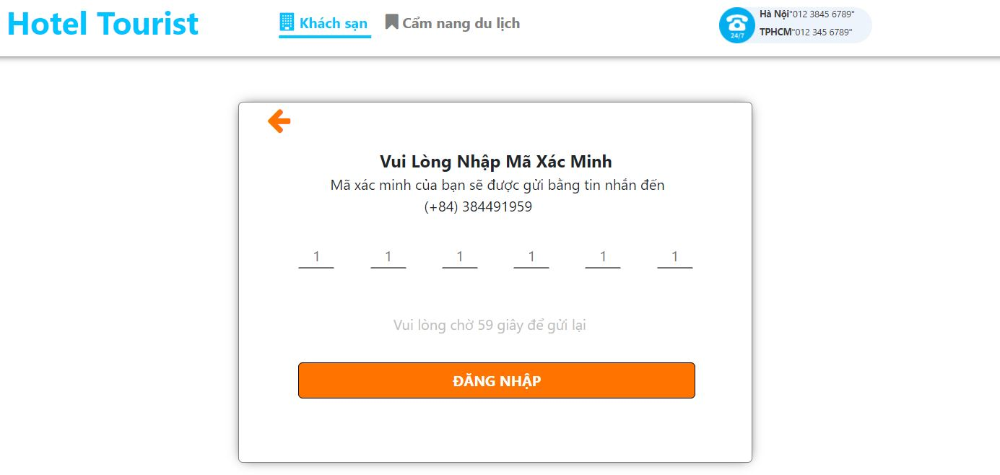 Hotel Tourist
Khách sạn
Cẩm nang du lịch
24/7
Hà Nội"012 3845 6789"
TPHCM"012 345 6789"
Vui Lòng Nhập Mã Xác Minh
Mã xác minh của bạn sẽ được gửi bằng tin nhắn đến
(+84) 384491959
1 1 1 1 1 1
Vui lòng chờ 59 giây để gửi lại
ĐĂNG NHẬP